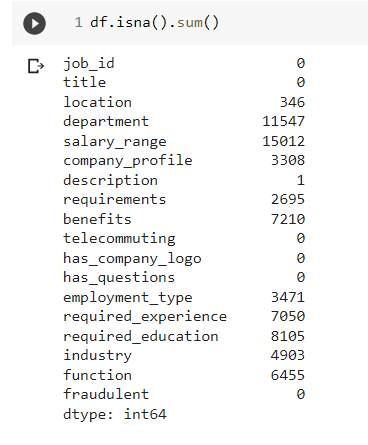 1 df.isna().sum()
job_id 0
title 0
location 346
department 11547
salary_range 15012
company_profile 3308
description 1
requirements 2695
benefits 7210
telecommuting 0
has_company_logo 0
has_questions 0
employment_type 3471
required_experience 7050
required_education 8105
industry 4903
function 6455
fraudulent 0
dtype: int64